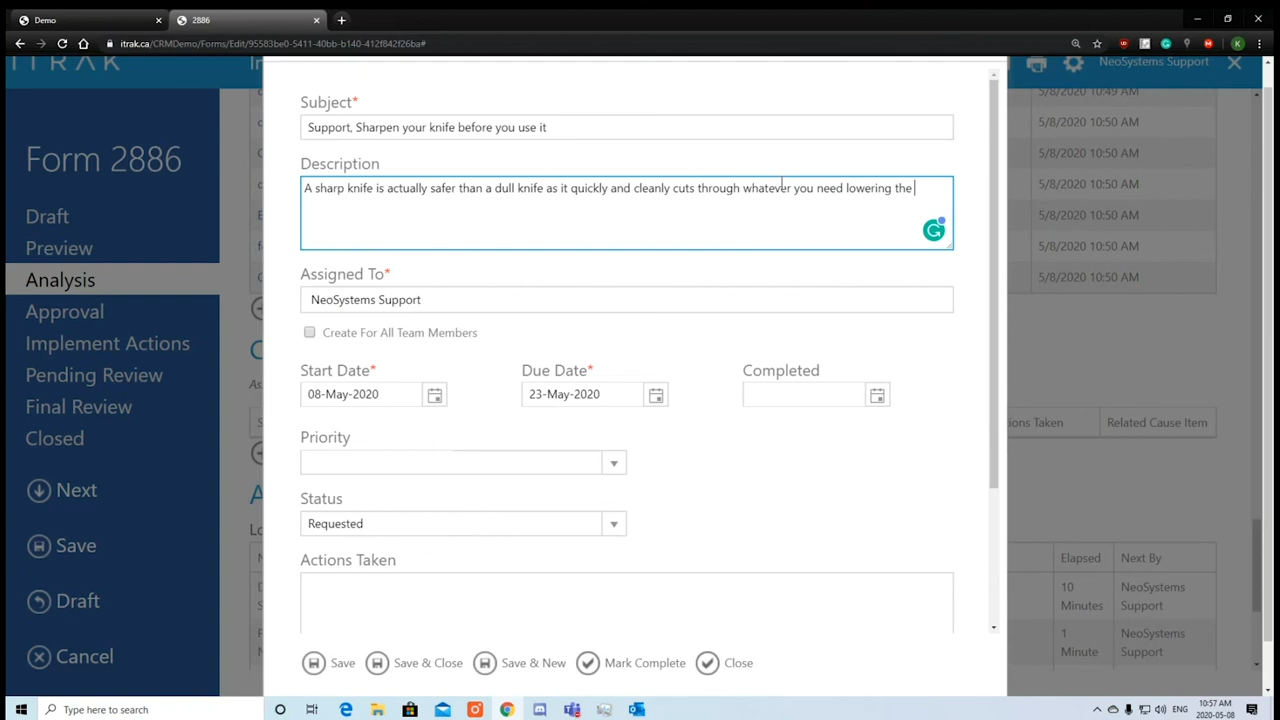 Demo
2886
itrak.ca/CRMDemo/Forms/Edit/95583be0-5411-40bb-b140-412f842f26ba#
K
ITRAK
In
NeoSystems Support
Form 2886
Draft
Preview
Analysis
Approval
Implement Actions
Pending Review
Final Review
Closed
Next
Save
Draft
Cancel
Subject*
Support, Sharpen your knife before you use it
Description
A sharp knife is actually safer than a dull knife as it quickly and cleanly cuts through whatever you need lowering the
Assigned To*
NeoSystems Support
Create For All Team Members
Start Date*
Due Date*
Completed
08-May-2020
23-May-2020
Priority
Status
Requested
Actions Taken
Save
Save & Close
Save & New
Mark Complete
Close
5/8/2020 10:49 AM
5/8/2020 10:50 AM
5/8/2020 10:50 AM
5/8/2020 10:50 AM
5/8/2020 10:50 AM
5/8/2020 10:50 AM
5/8/2020 10:50 AM
ions Taken
Related Cause Item
Elapsed
Next By
10 Minutes
NeoSystems Support
1 Minute
NeoSystems Support
Type here to search
ENG
10:57 AM
2020-05-08